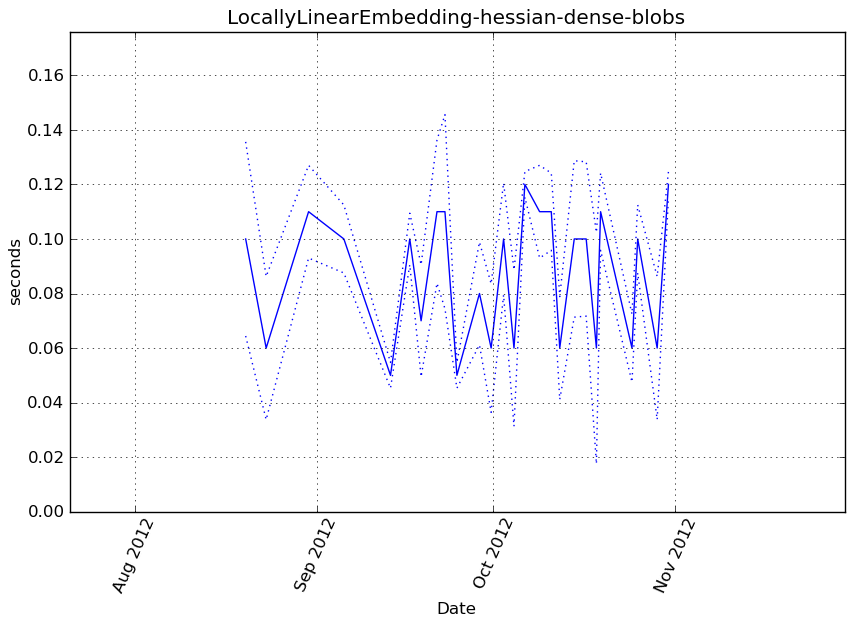 LocallyLinearEmbedding-hessian-dense-blobs
0.16
0.14
0.12
0.10
0.08
0.06
0.04
0.02
0.00
seconds
Aug 2012
Sep 2012
Oct 2012
Nov 2012
Date